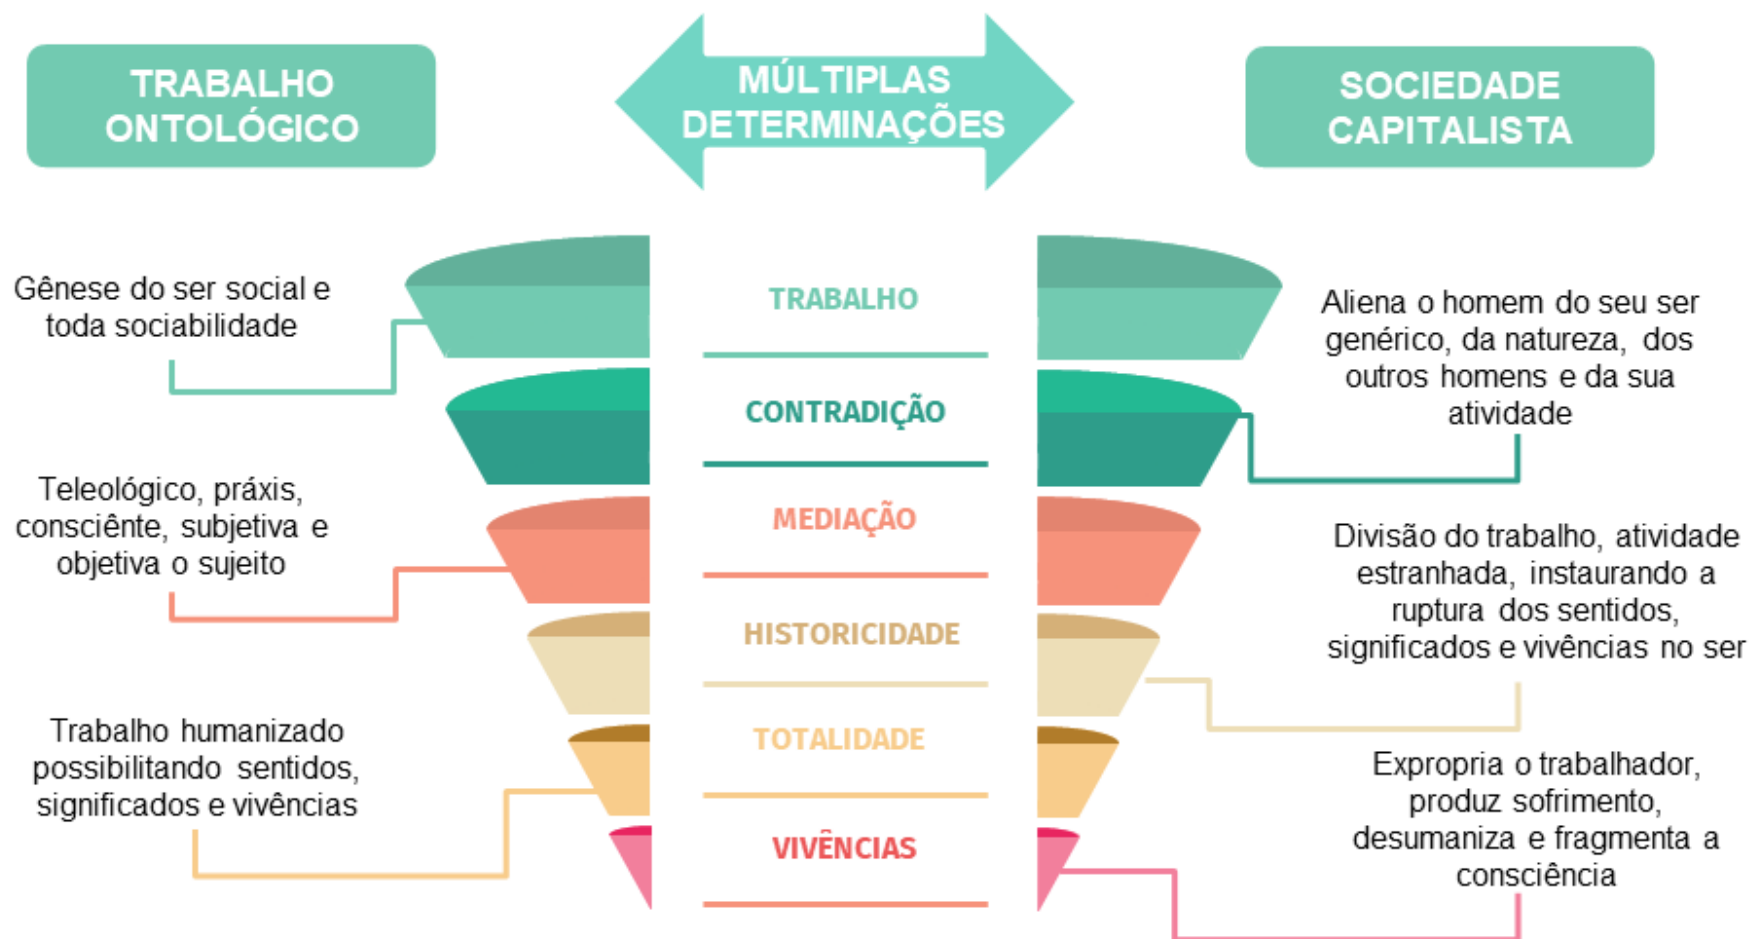 TRABALHO
ONTOLÓGICO
MÚLTIPLAS
DETERMINAÇÕES
SOCIEDADE
CAPITALISTA
Gênese do ser social e
toda sociabilidade
Teleológico, práxis,
consciênte, subjetiva e
objetiva o sujeito
Trabalho humanizado
possibilitando sentidos,
significados e vivências
TRABALHO
CONTRADIÇÃO
MEDIAÇÃO
HISTORICIDADE
TOTALIDADE
VIVÊNCIAS
Aliena o homem do seu ser
genérico, da natureza, dos
outros homens e da sua
atividade
Divisão do trabalho, atividade
estranhada, instaurando a
ruptura dos sentidos,
significados e vivências no ser
Expropria o trabalhador,
produz sofrimento,
desumaniza e fragmenta a
consciência